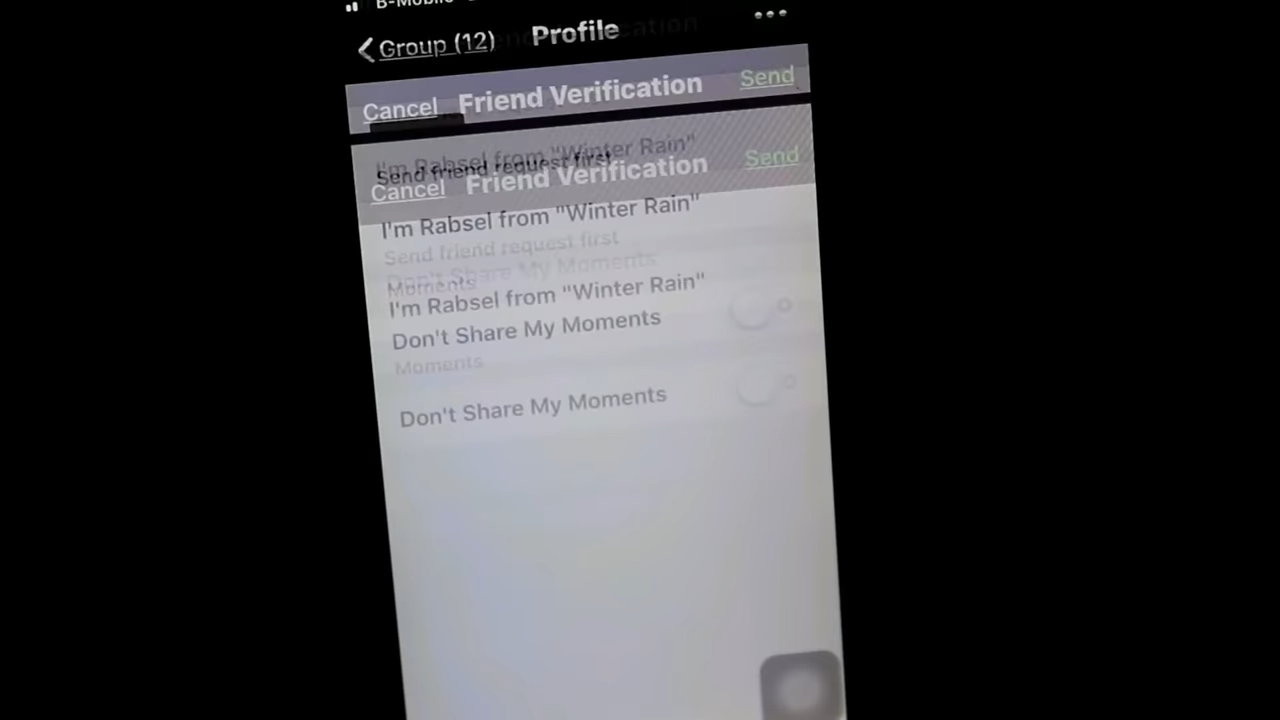 B-Mobile
Group (12) Profile
Cancel Friend Verification Send
I'm Rabsel from "Winter Rain"
Send friend request first
Cancel Friend Verification Send
I'm Rabsel from "Winter Rain"
Send friend request first
Don't Share My Moments
Moments
I'm Rabsel from "Winter Rain"
Don't Share My Moments
Moments
Don't Share My Moments